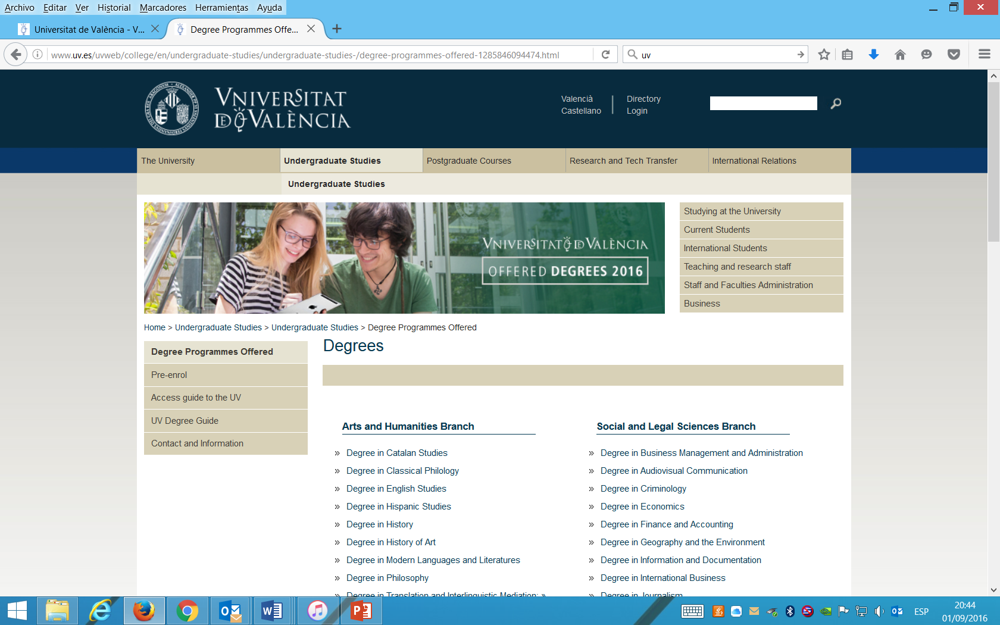 Archivo Editar Ver Historial Marcadores Herramientas Ayuda
Universitat de València - V... Degree Programmes Offe...
www.uv.es/uvweb/college/en/undergraduate-studies/undergraduate-studies-/degree-programmes-offered-1285846094474.html uv
VNIVERSITAT
DE VALÈNCIA
Valencià Directory
Castellano Login
The University Undergraduate Studies Postgraduate Courses Research and Tech Transfer International Relations
Undergraduate Studies
VNIVERSITAT DE VALÈNCIA
OFFERED DEGREES 2016
Studying at the University
Current Students
International Students
Teaching and research staff
Staff and Faculties Administration
Business
Home > Undergraduate Studies > Undergraduate Studies > Degree Programmes Offered
Degree Programmes Offered
Pre-enrol
Access guide to the UV
UV Degree Guide
Contact and Information
Degrees
Arts and Humanities Branch
» Degree in Catalan Studies
» Degree in Classical Philology
» Degree in English Studies
» Degree in Hispanic Studies
» Degree in History
» Degree in History of Art
» Degree in Modern Languages and Literatures
» Degree in Philosophy
» Degree in Translation and Interlinguistic Mediation: »
Social and Legal Sciences Branch
» Degree in Business Management and Administration
» Degree in Audiovisual Communication
» Degree in Criminology
» Degree in Economics
» Degree in Finance and Accounting
» Degree in Geography and the Environment
» Degree in Information and Documentation
» Degree in International Business
» Degree in Journalism
ESP
20:44
01/09/2016